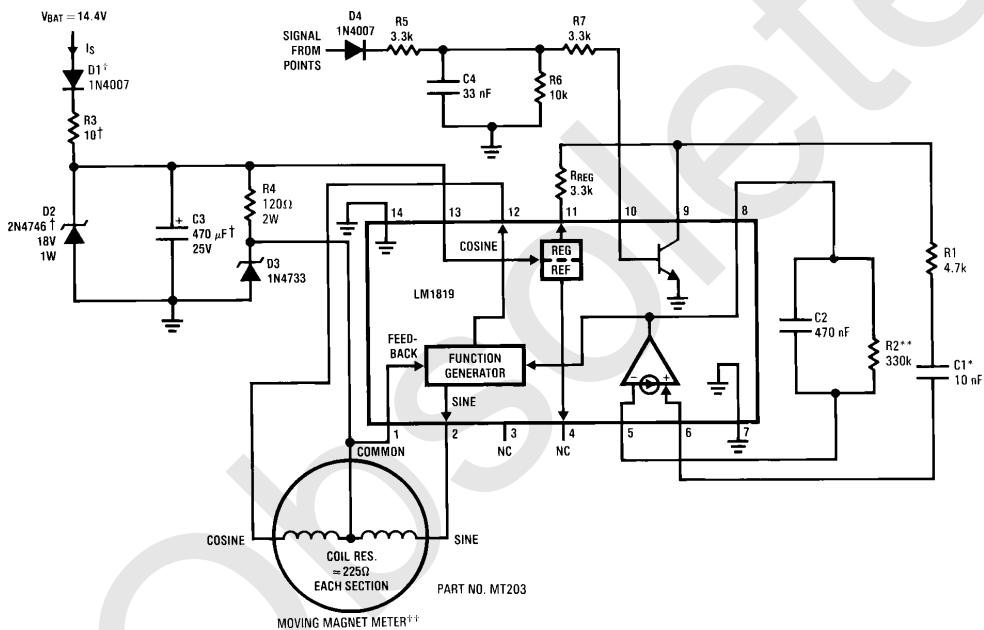 Obsolete
VBAT = 14.4V
IS
D1†
1N4007
R3
10†
D2
2N4746†
18V
1W
+
C3
470 μF†
25V
R4
120Ω
2W
D3
1N4733
SIGNAL
FROM
POINTS
D4
1N4007
R5
3.3k
C4
33 nF
R6
10k
R7
3.3k
RREG
3.3k
14
13
12
11
10
9
8
COSINE
REG
REF
LM1819
FEED-
BACK
FUNCTION
GENERATOR
SINE
- +
1
2
3
4
5
6
7
COMMON
NC
NC
C2
470 nF
R2**
330k
R1
4.7k
C1*
10 nF
COSINE
SINE
COIL RES.
≈225Ω
EACH SECTION
PART NO. MT203
MOVING MAGNET METER††